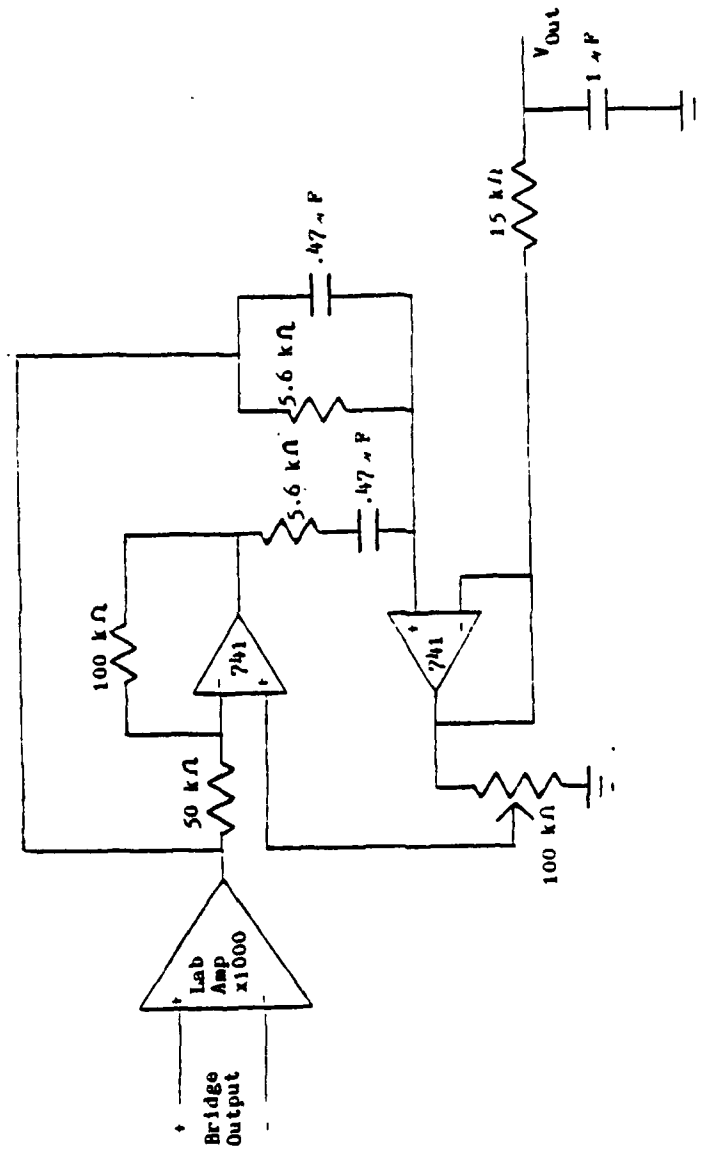 +
Bridge
Output
-
+
Lab
Amp
x1000
-
50 kΩ
100 kΩ
-
741
+
5.6 kΩ
.47 µF
5.6 kΩ
.47 µF
+
741
-
100 kΩ
15 kΩ
V Out
1 µF